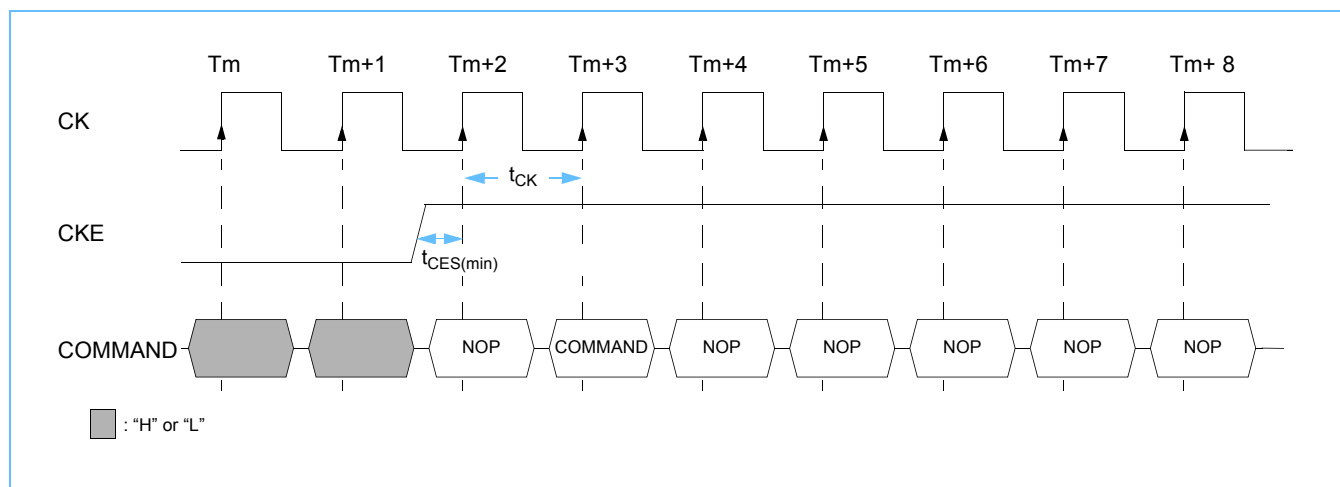 Tm Tm+1 Tm+2 Tm+3 Tm+4 Tm+5 Tm+6 Tm+7 Tm+ 8
CK
tCK
CKE
tCES(min)
COMMAND NOP COMMAND NOP NOP NOP NOP NOP
: “H” or “L”